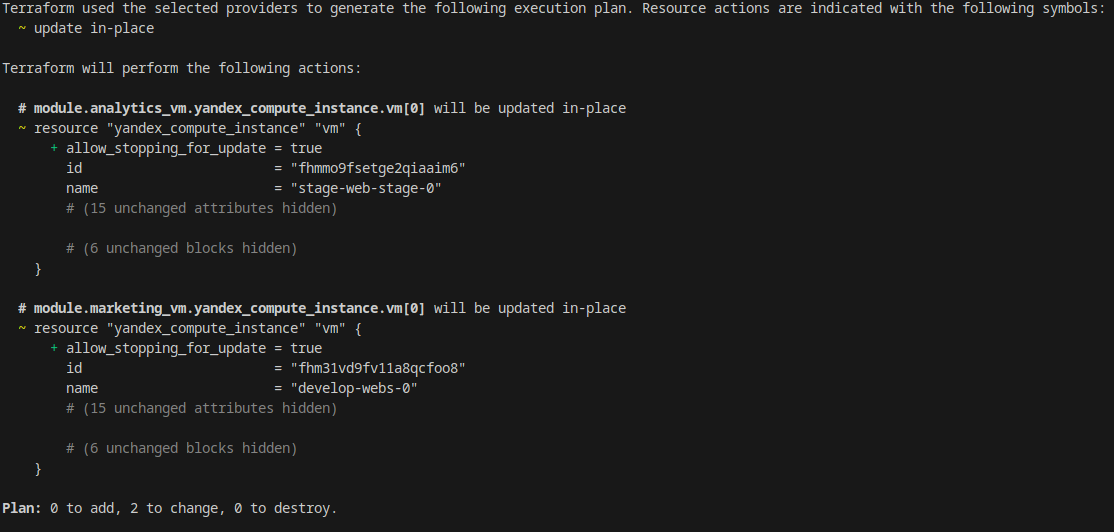 Terraform used the selected providers to generate the following execution plan. Resource actions are indicated with the following symbols:
  ~ update in-place

Terraform will perform the following actions:

  # module.analytics_vm.yandex_compute_instance.vm[0] will be updated in-place
  ~ resource "yandex_compute_instance" "vm" {
      + allow_stopping_for_update = true
        id                        = "fhmmo9fsetge2qiaaim6"
        name                      = "stage-web-stage-0"
        # (15 unchanged attributes hidden)

        # (6 unchanged blocks hidden)
    }

  # module.marketing_vm.yandex_compute_instance.vm[0] will be updated in-place
  ~ resource "yandex_compute_instance" "vm" {
      + allow_stopping_for_update = true
        id                        = "fhm31vd9fv11a8qcfoo8"
        name                      = "develop-webs-0"
        # (15 unchanged attributes hidden)

        # (6 unchanged blocks hidden)
    }

Plan: 0 to add, 2 to change, 0 to destroy.